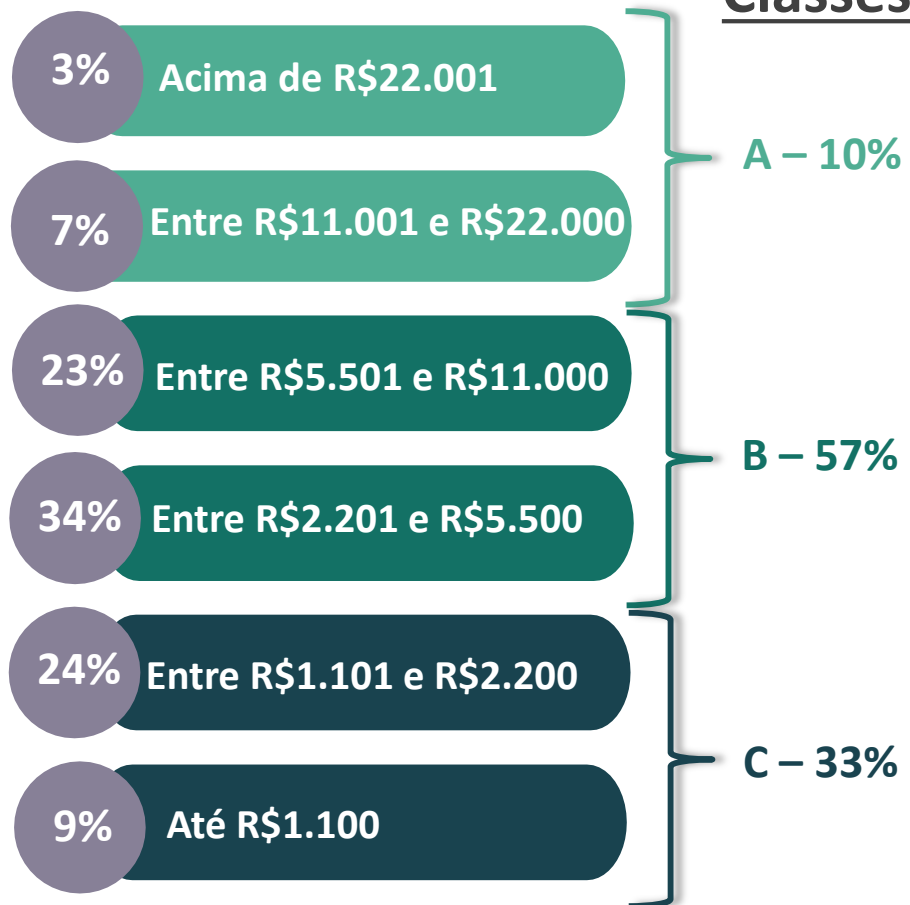 Classes
3% Acima de R$22.001
A – 10%
7% Entre R$11.001 e R$22.000
23% Entre R$5.501 e R$11.000
B – 57%
34% Entre R$2.201 e R$5.500
24% Entre R$1.101 e R$2.200
C – 33%
9% Até R$1.100